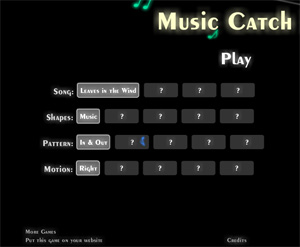 Music Catch
Play
Song: Leaves in the Wind ? ? ?
Shapes: Music ? ? ? ?
Pattern: In & Out ? ? ? ?
Motion: Right ? ? ? ?
More Games
Put this game on your website Credits